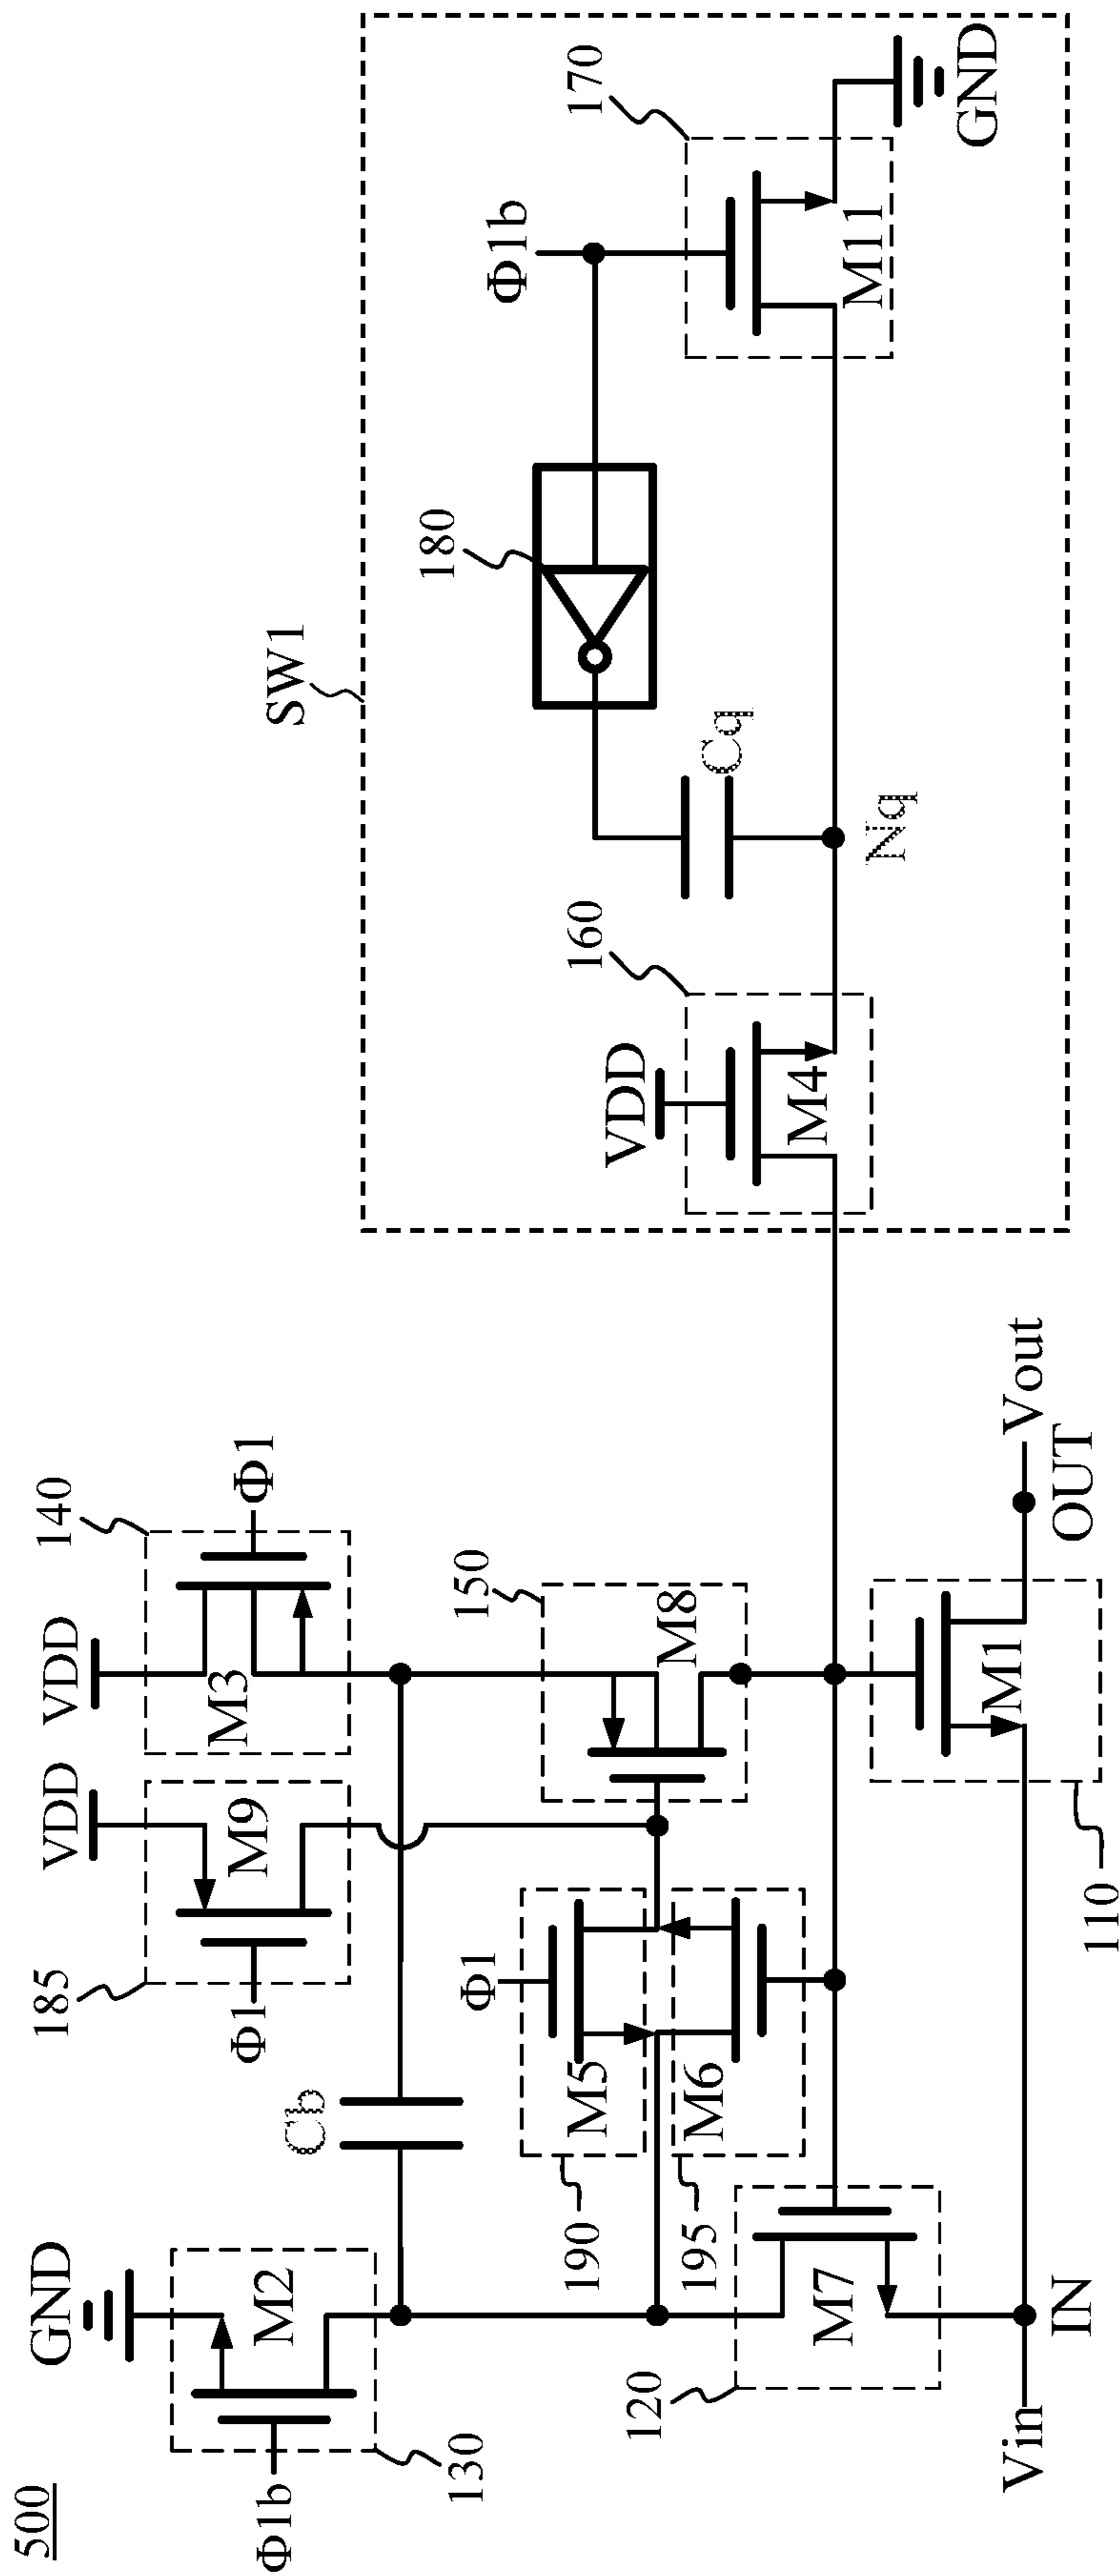 500
Φ1b
130
GND
M2
Cb
185
Φ1
VDD
M9
VDD
M3
140
Φ1
Φ1
M5
190
M6
195
150
M8
120
M7
Vin
IN
110
M1
Vout
OUT
SW1
160
VDD
M4
180
Cq
Nq
Φ1b
170
M11
GND